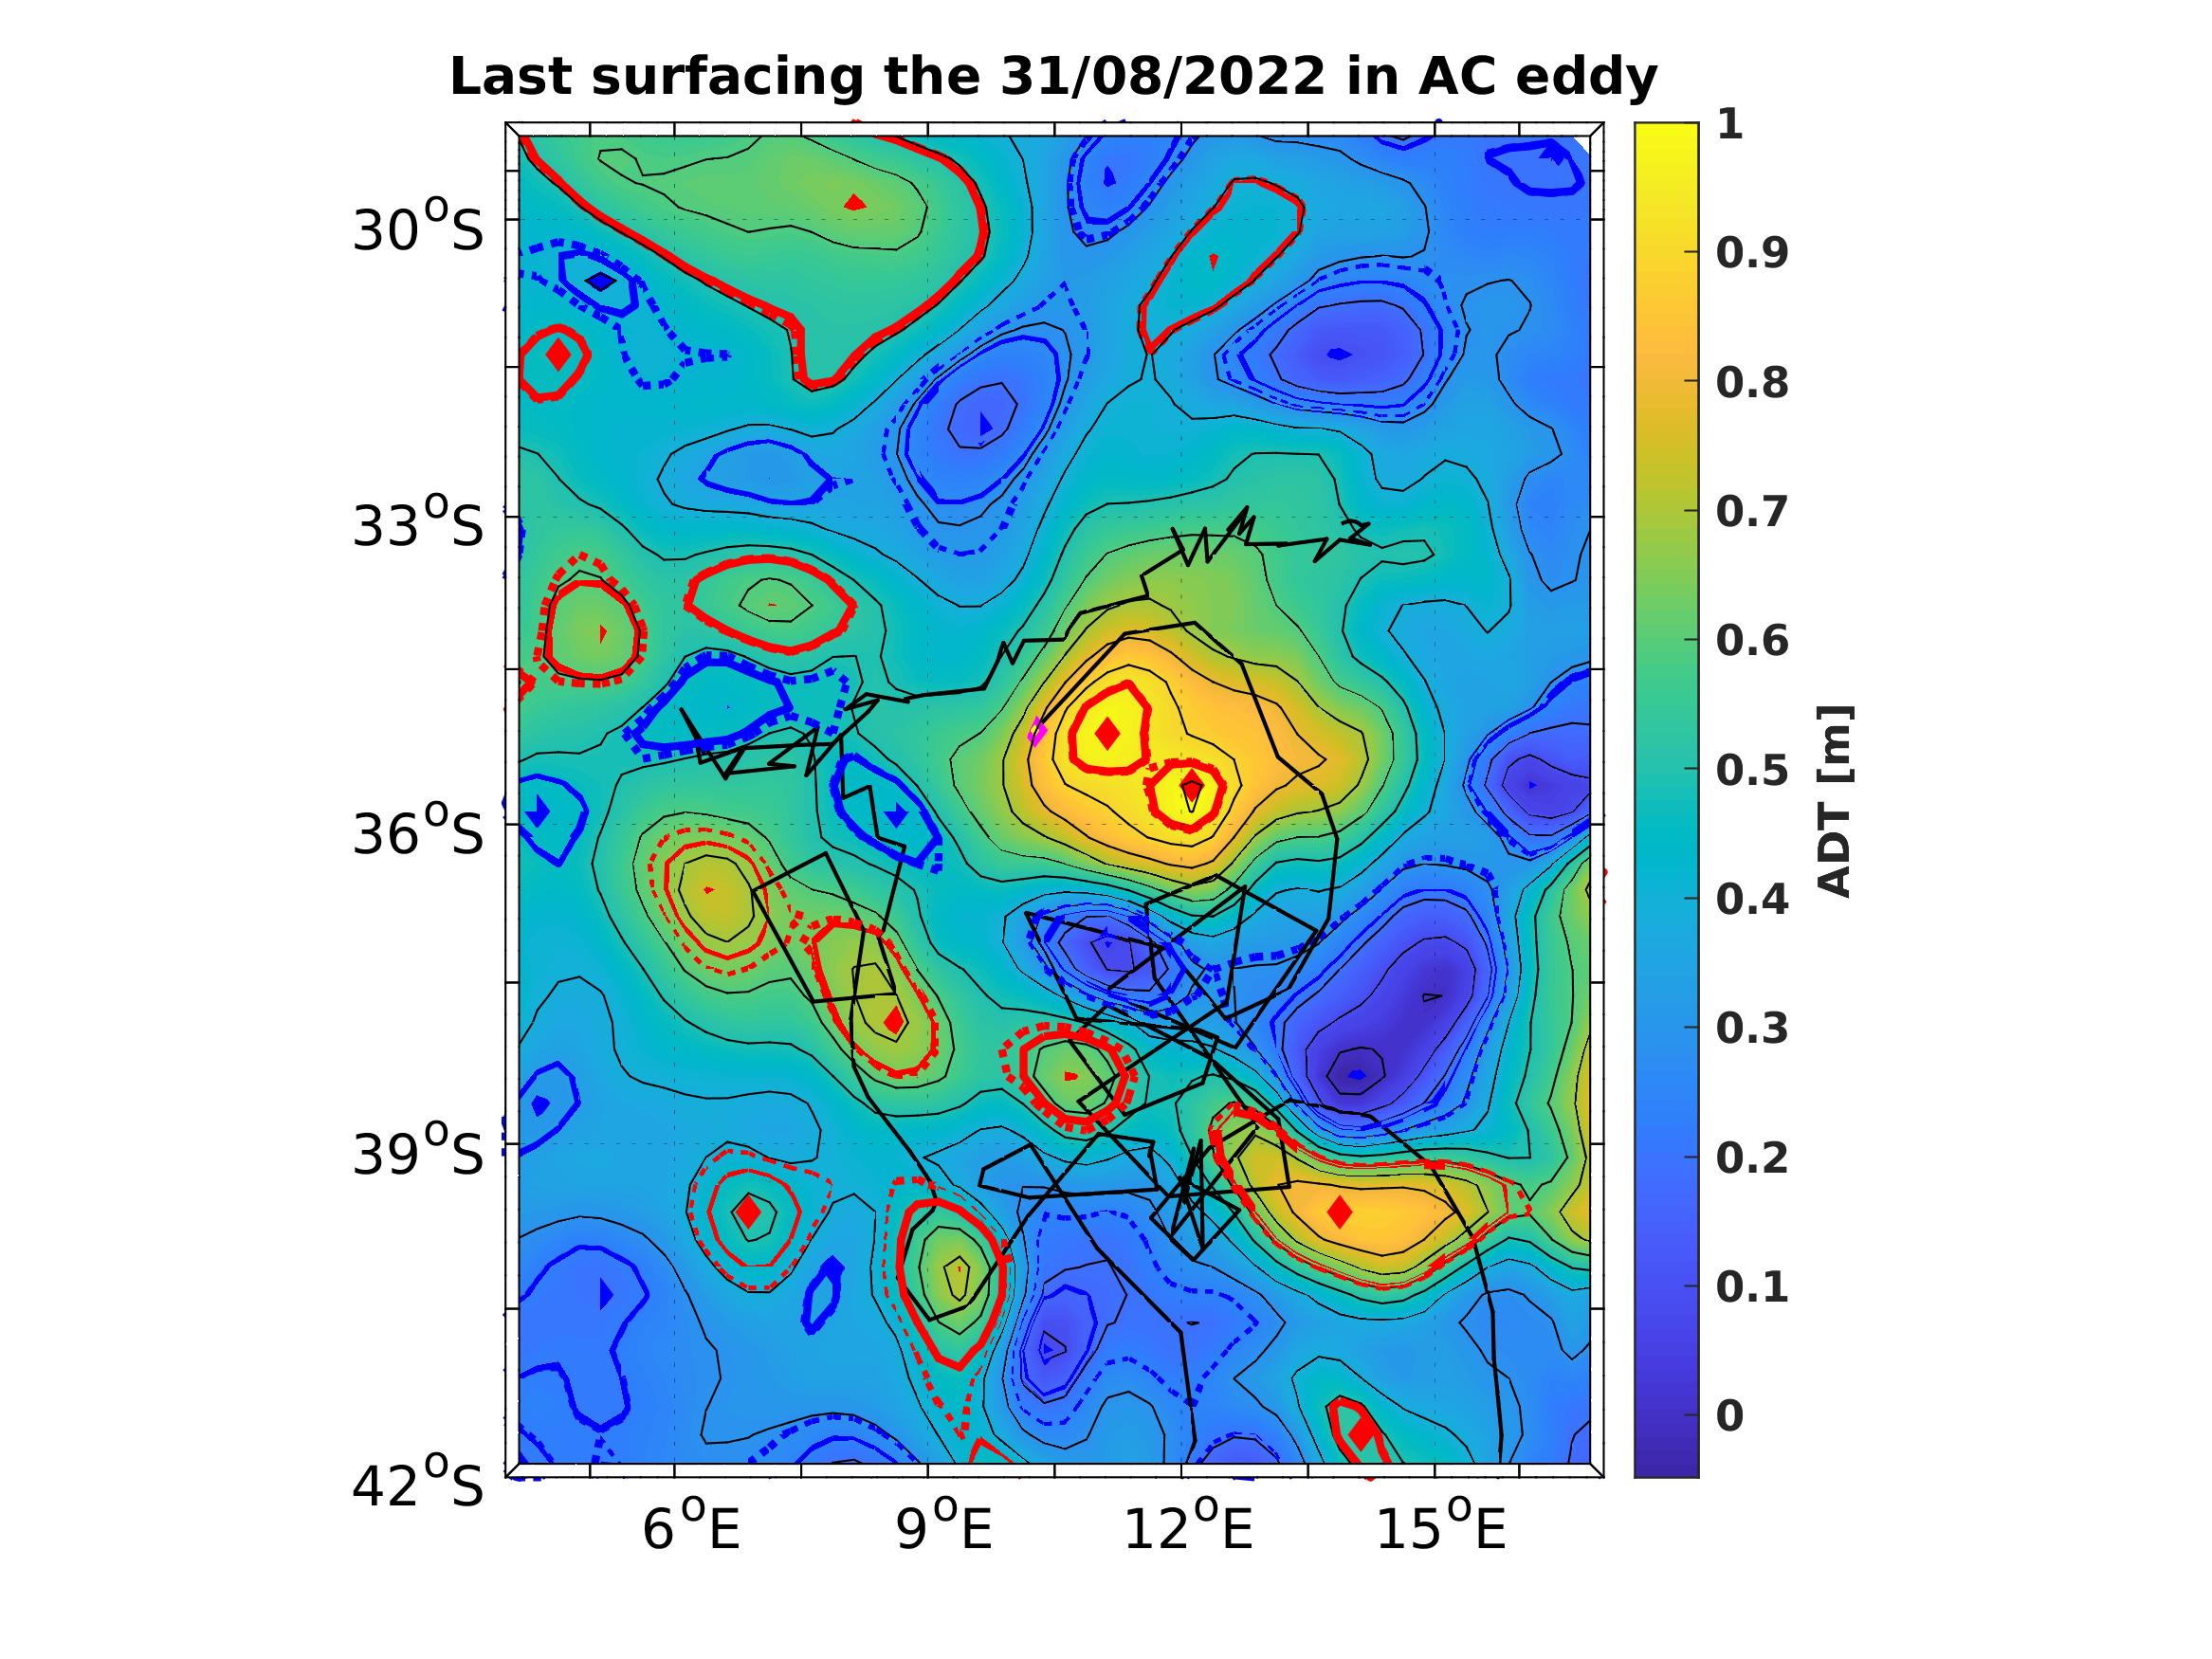 Last surfacing the 31/08/2022 in AC eddy
30°S
33°S
36°S
39°S
42°S
6°E
9°E
12°E
15°E
1
0.9
0.8
0.7
0.6
0.5
0.4
0.3
0.2
0.1
0
ADT [m]